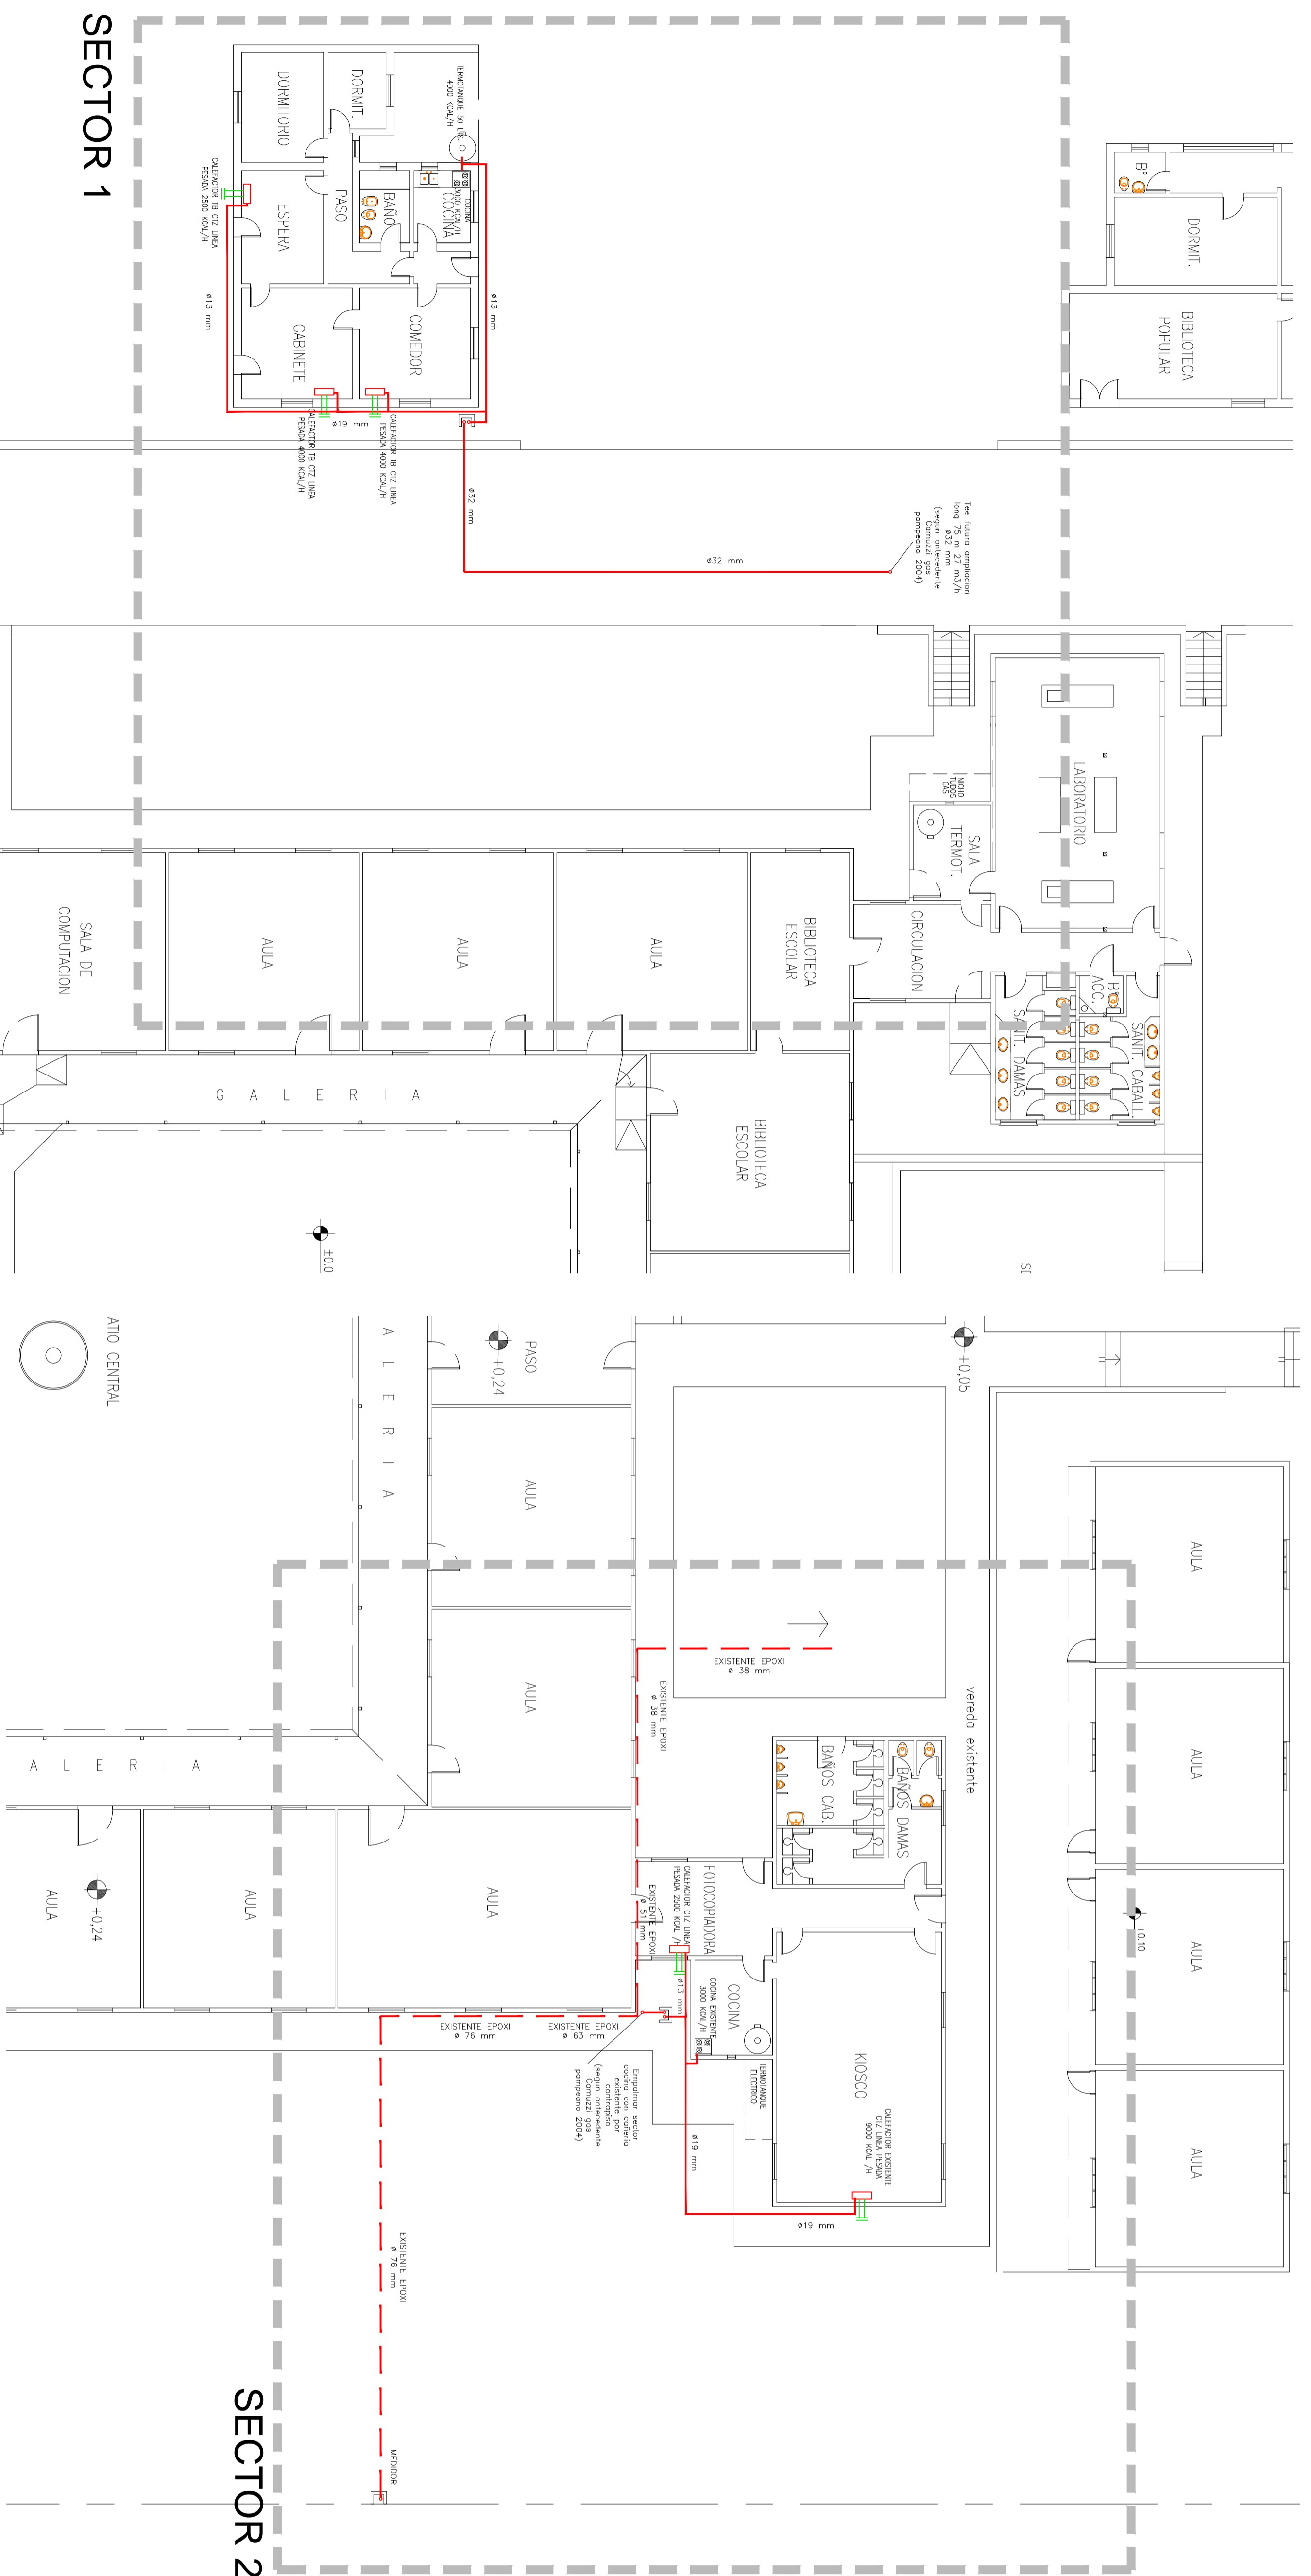 SECTOR 1
DORMITORIO
DORMIT.
TERMOTANQUE 50 LTS.
4000 KCAL/H
COCINA
3000 KCAL/H
COCINA
BAÑO
PASO
ESPERA
CALEFACTOR TB CTZ LINEA
PESADA 2500 KCAL/H
ø13 mm
ø13 mm
GABINETE
COMEDOR
ø19 mm
CALEFACTOR TB CTZ LINEA
PESADA 4000 KCAL/H
CALEFACTOR TB CTZ LINEA
PESADA 4000 KCAL/H
ø32 mm
ø32 mm
Tee futura ampliacion
long 75 m 27 m3/h
ø32 mm
(segun antecedente
Camuzzi gas
pampeano 2004)
Bº
DORMIT.
BIBLIOTECA
POPULAR
LABORATORIO
NICHO
TUBOS
GAS
SALA
TERMOT.
CIRCULACION
BIBLIOTECA
ESCOLAR
AULA
AULA
AULA
SALA DE
COMPUTACION
Bº
ACC.
SANIT. DAMAS
SANIT. CABALL.
G A L E R I A
BIBLIOTECA
ESCOLAR
±0.0
SE
ATIO CENTRAL
A L E R I A
PASO
+0,24
+0,05
AULA
AULA
AULA
AULA
AULA
AULA
+0.10
EXISTENTE EPOXI
ø 38 mm
EXISTENTE EPOXI
ø 38 mm
vereda existente
BAÑOS CAB.
BAÑOS DAMAS
A L E R I A
AULA
+0,24
AULA
AULA
EXISTENTE EPOXI
ø 51 mm
CALEFACTOR CTZ LINEA
PESADA 2500 KCAL /H
FOTOCOPIADORA
ø13 mm
COCINA EXISTENTE
3000 KCAL/H
COCINA
KIOSCO
EXISTENTE EPOXI
ø 76 mm
EXISTENTE EPOXI
ø 63 mm
Empalmar sector
cocina con cañeria
existente por
contrapiso
(segun antecedente
Camuzzi gas
pampeano 2004)
TERMOTANQUE
ELECTRICO
CALEFACTOR EXISTENTE
CTZ LINEA PESADA
9000 KCAL /H
ø19 mm
ø19 mm
EXISTENTE EPOXI
ø 76 mm
MEDIDOR
SECTOR 2